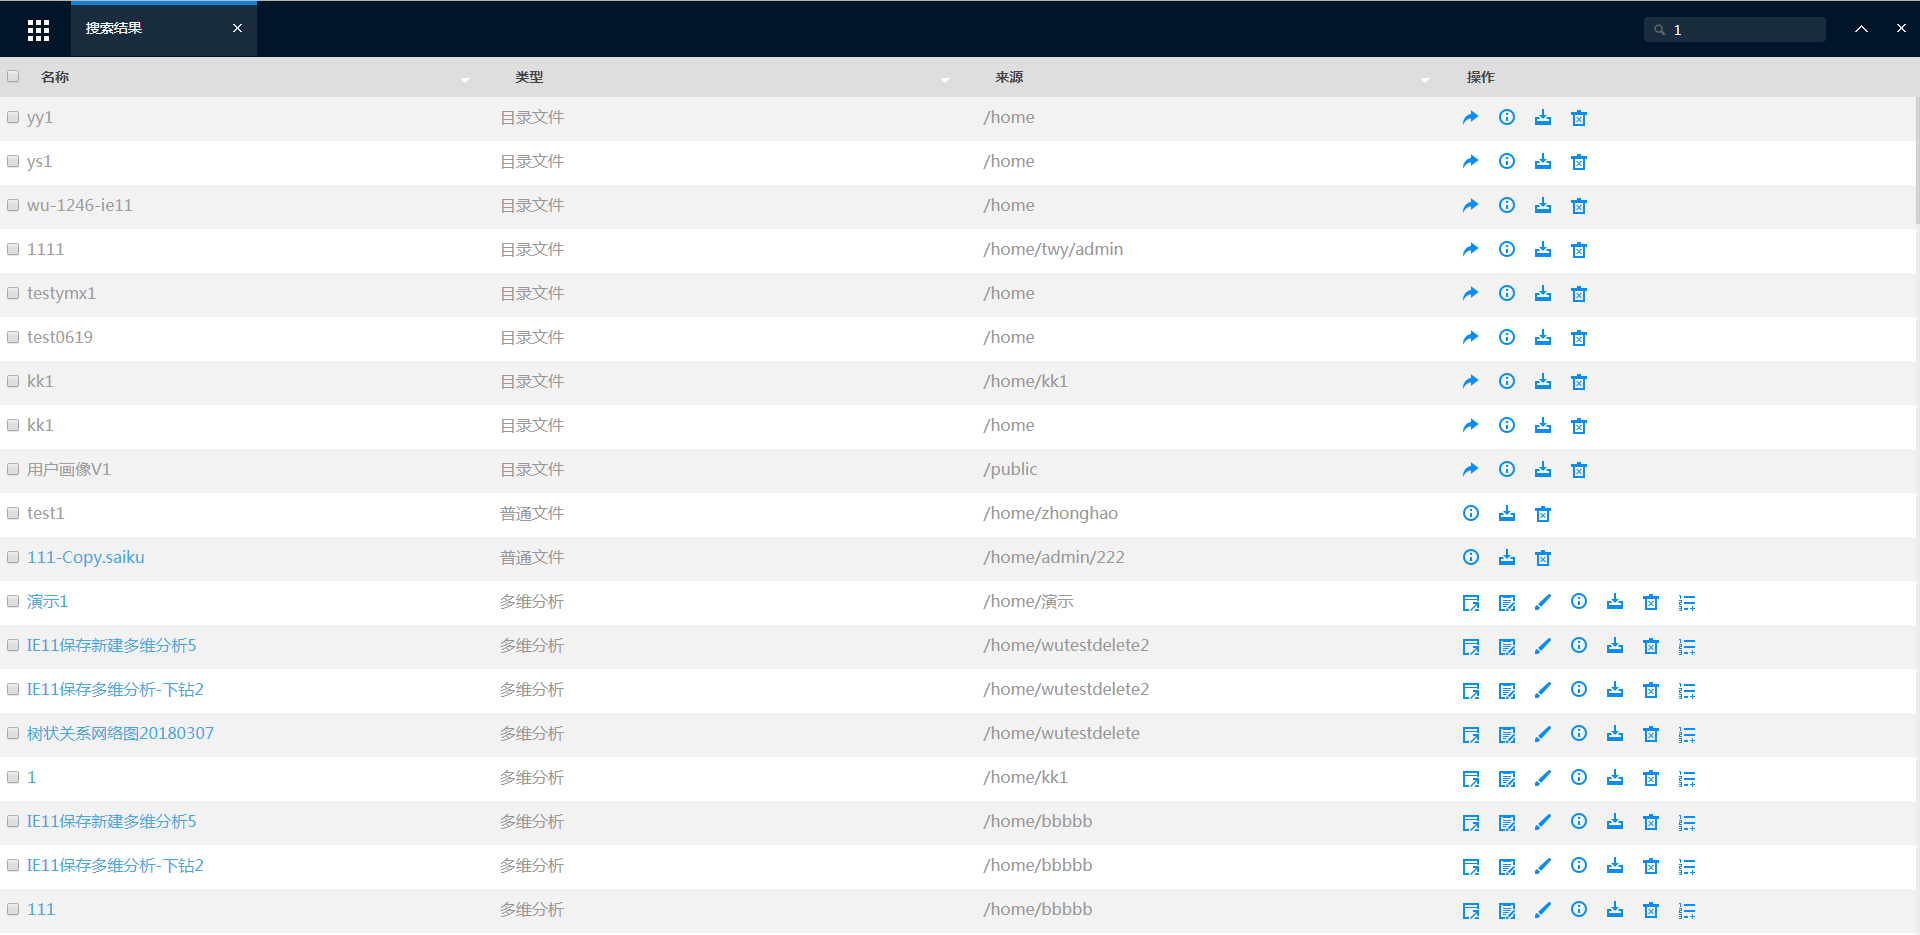 搜索结果 1
名称 类型 来源 操作
yy1 目录文件 /home
ys1 目录文件 /home
wu-1246-ie11 目录文件 /home
1111 目录文件 /home/twy/admin
testymx1 目录文件 /home
test0619 目录文件 /home
kk1 目录文件 /home/kk1
kk1 目录文件 /home
用户画像V1 目录文件 /public
test1 普通文件 /home/zhonghao
111-Copy.saiku 普通文件 /home/admin/222
演示1 多维分析 /home/演示
IE11保存新建多维分析5 多维分析 /home/wutestdelete2
IE11保存多维分析-下钻2 多维分析 /home/wutestdelete2
树状关系网络图20180307 多维分析 /home/wutestdelete
1 多维分析 /home/kk1
IE11保存新建多维分析5 多维分析 /home/bbbbb
IE11保存多维分析-下钻2 多维分析 /home/bbbbb
111 多维分析 /home/bbbbb